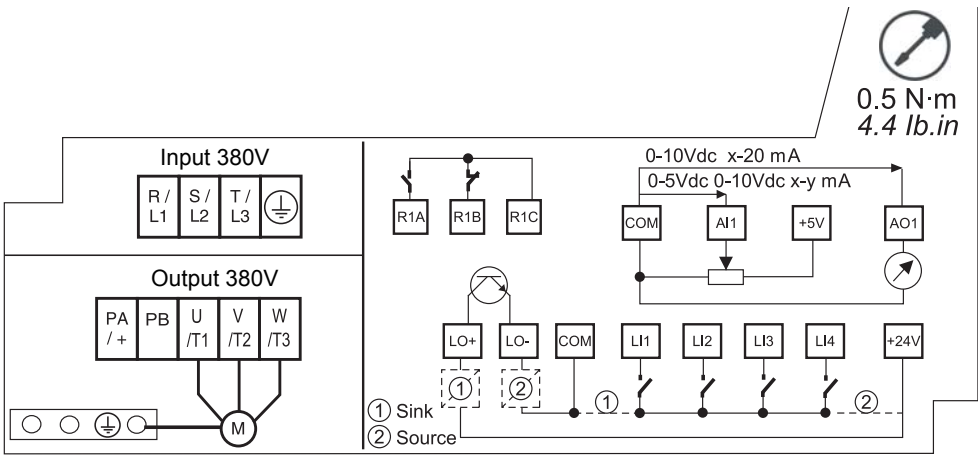 0.5 N·m
4.4 lb.in
Input 380V
R / L1
S / L2
T / L3
Output 380V
PA / +
PB
U /T1
V /T2
W /T3
M
R1A
R1B
R1C
0-10Vdc x-20 mA
0-5Vdc 0-10Vdc x-y mA
COM
AI1
+5V
AO1
LO+
LO-
COM
LI1
LI2
LI3
LI4
+24V
①
②
①
②
① Sink
② Source